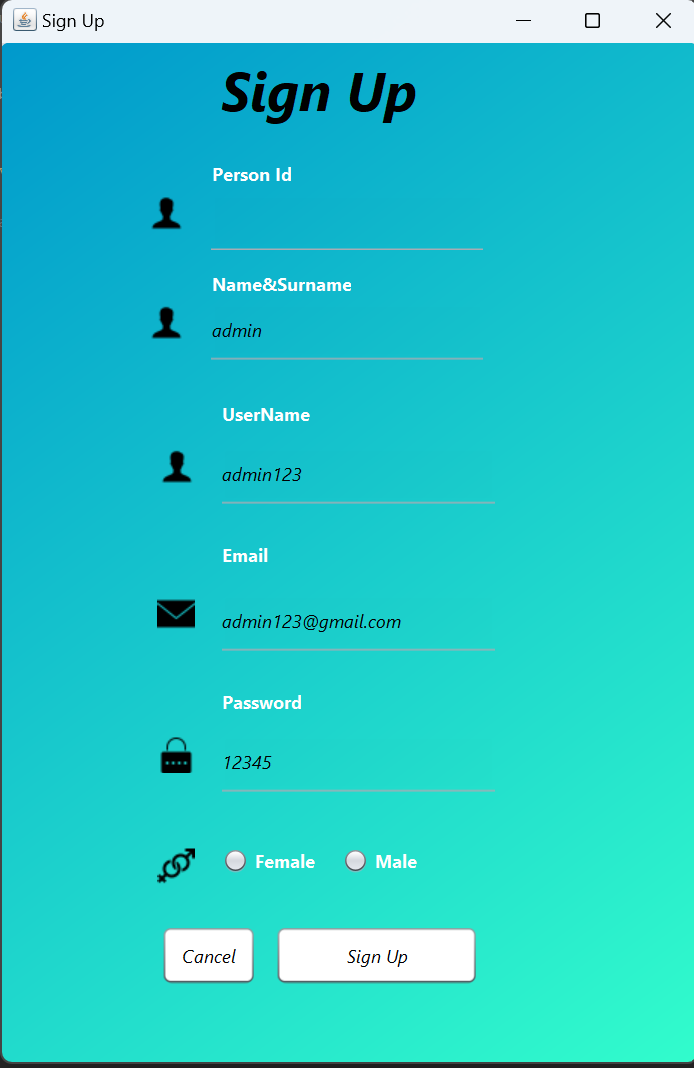 Sign Up
Sign Up
Person Id
Name&Surname
admin
UserName
admin123
Email
admin123@gmail.com
Password
12345
Female Male
Cancel Sign Up